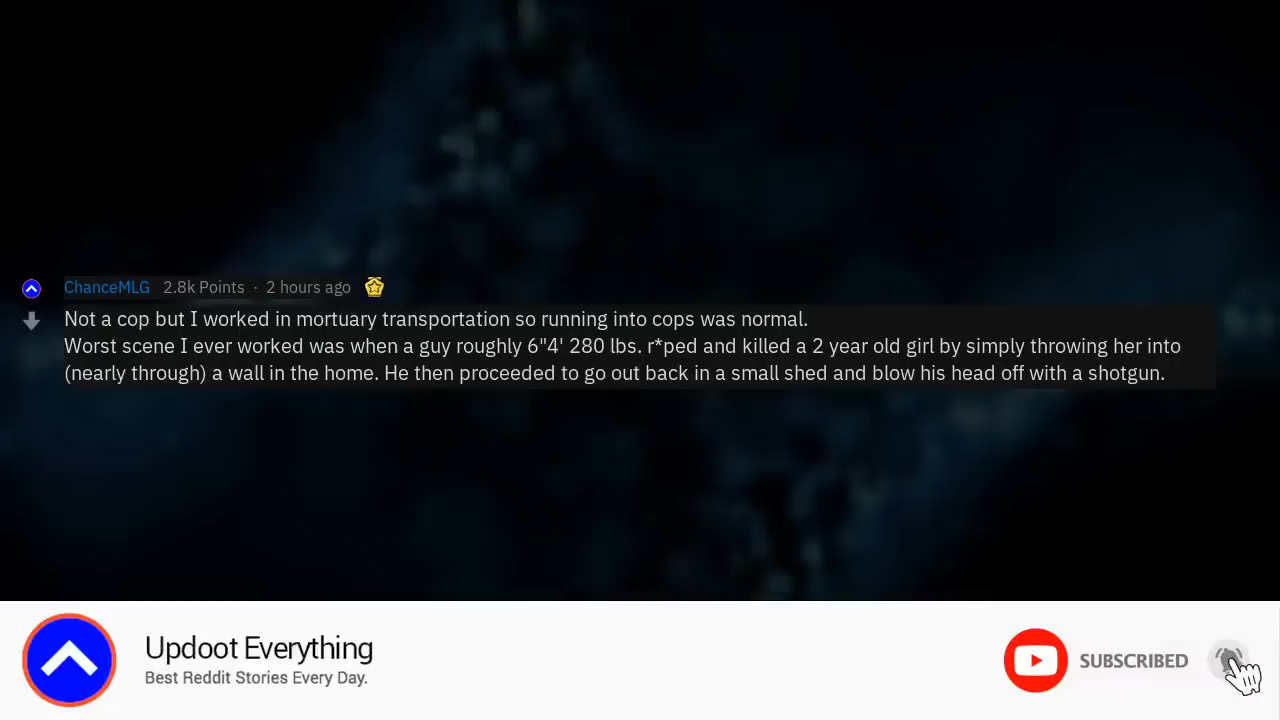 ChanceMLG 2.8k Points · 2 hours ago
Not a cop but I worked in mortuary transportation so running into cops was normal.
Worst scene I ever worked was when a guy roughly 6"4' 280 lbs. r*ped and killed a 2 year old girl by simply throwing her into
(nearly through) a wall in the home. He then proceeded to go out back in a small shed and blow his head off with a shotgun.
Updoot Everything
Best Reddit Stories Every Day.
SUBSCRIBED